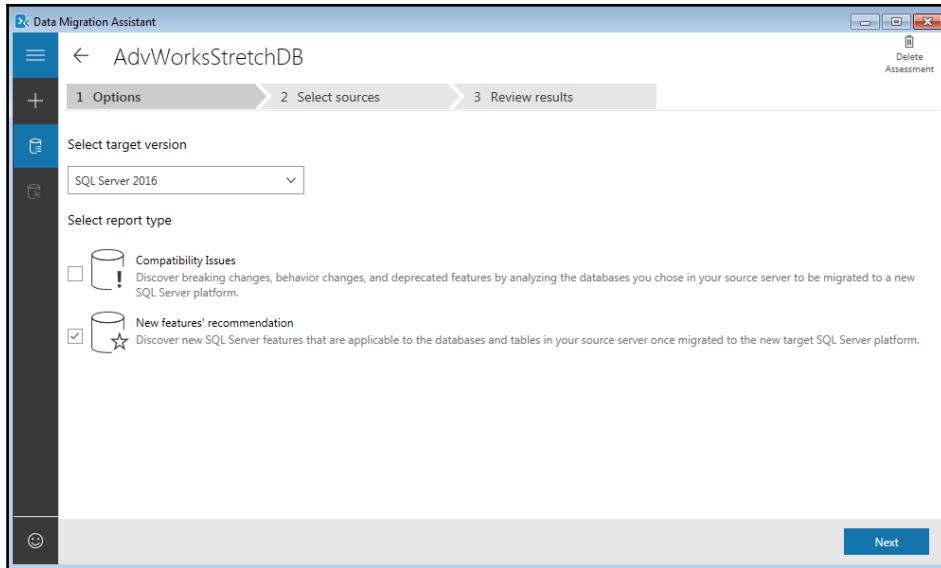 Data Migration Assistant
AdvWorksStretchDB
Delete
Assessment
1 Options
2 Select sources
3 Review results
Select target version
SQL Server 2016
Select report type
Compatibility Issues
Discover breaking changes, behavior changes, and deprecated features by analyzing the databases you chose in your source server to be migrated to a new
SQL Server platform.
New features' recommendation
Discover new SQL Server features that are applicable to the databases and tables in your source server once migrated to the new target SQL Server platform.
Next